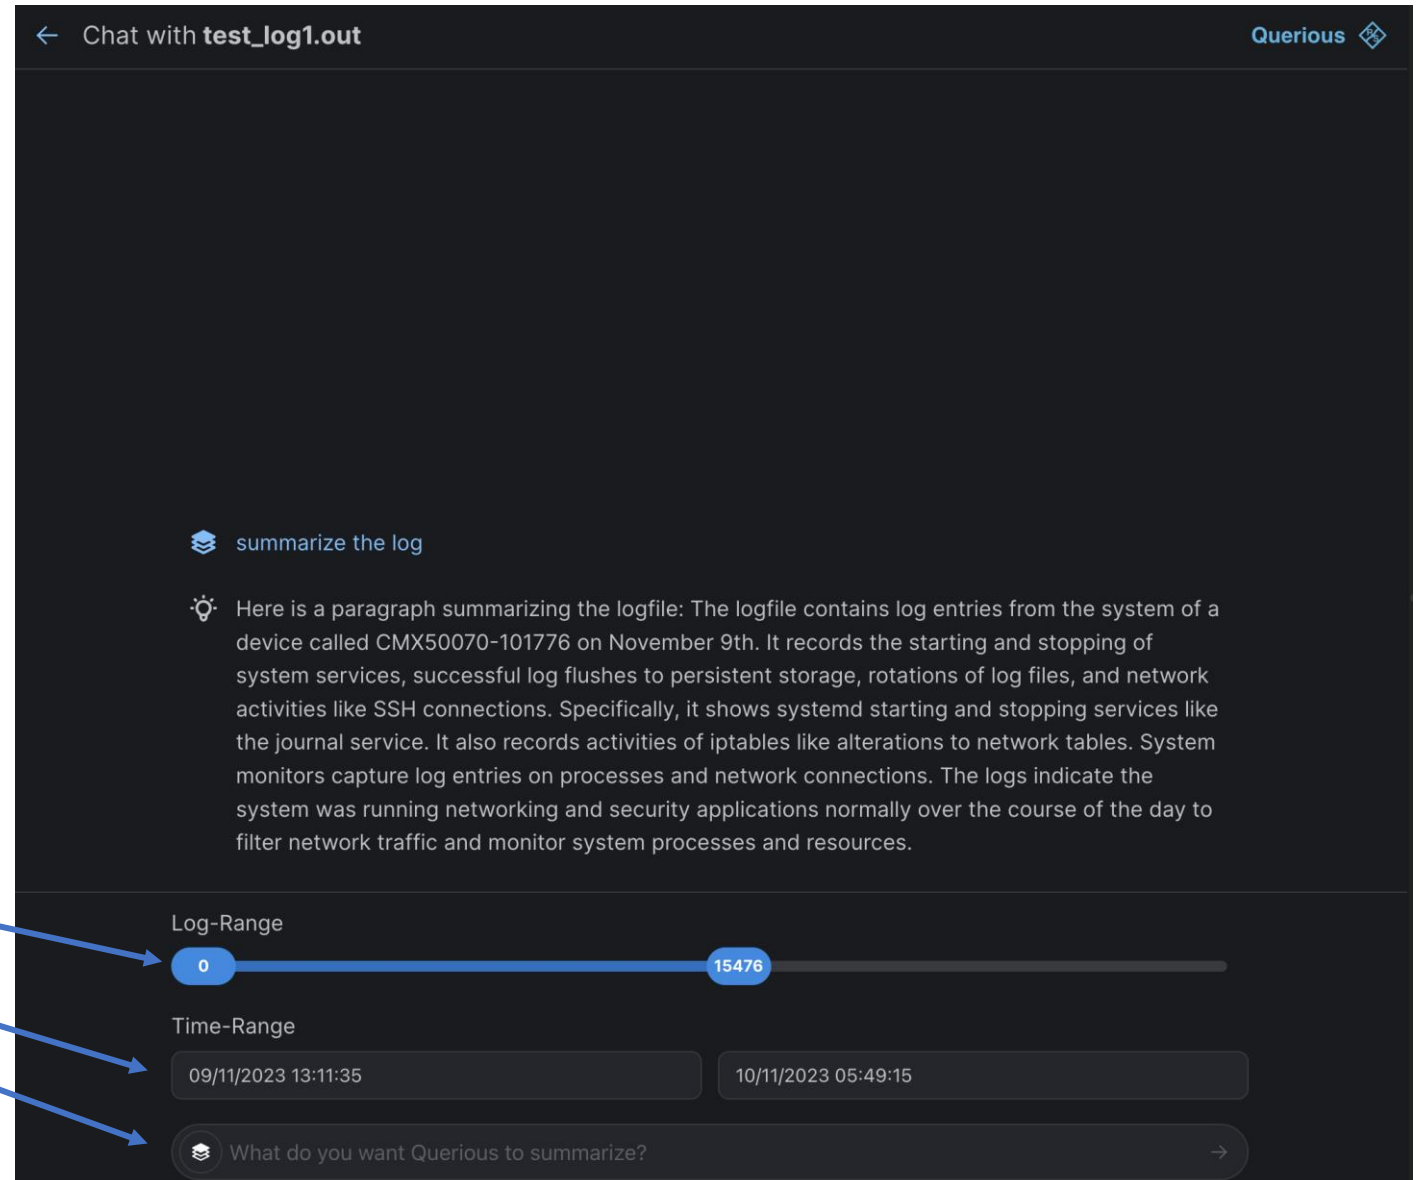 Chat with test_log1.out
Querious
summarize the log
Here is a paragraph summarizing the logfile: The logfile contains log entries from the system of a
device called CMX50070-101776 on November 9th. It records the starting and stopping of
system services, successful log flushes to persistent storage, rotations of log files, and network
activities like SSH connections. Specifically, it shows systemd starting and stopping services like
the journal service. It also records activities of iptables like alterations to network tables. System
monitors capture log entries on processes and network connections. The logs indicate the
system was running networking and security applications normally over the course of the day to
filter network traffic and monitor system processes and resources.
Log-Range
0
15476
Time-Range
09/11/2023 13:11:35
10/11/2023 05:49:15
What do you want Querious to summarize?